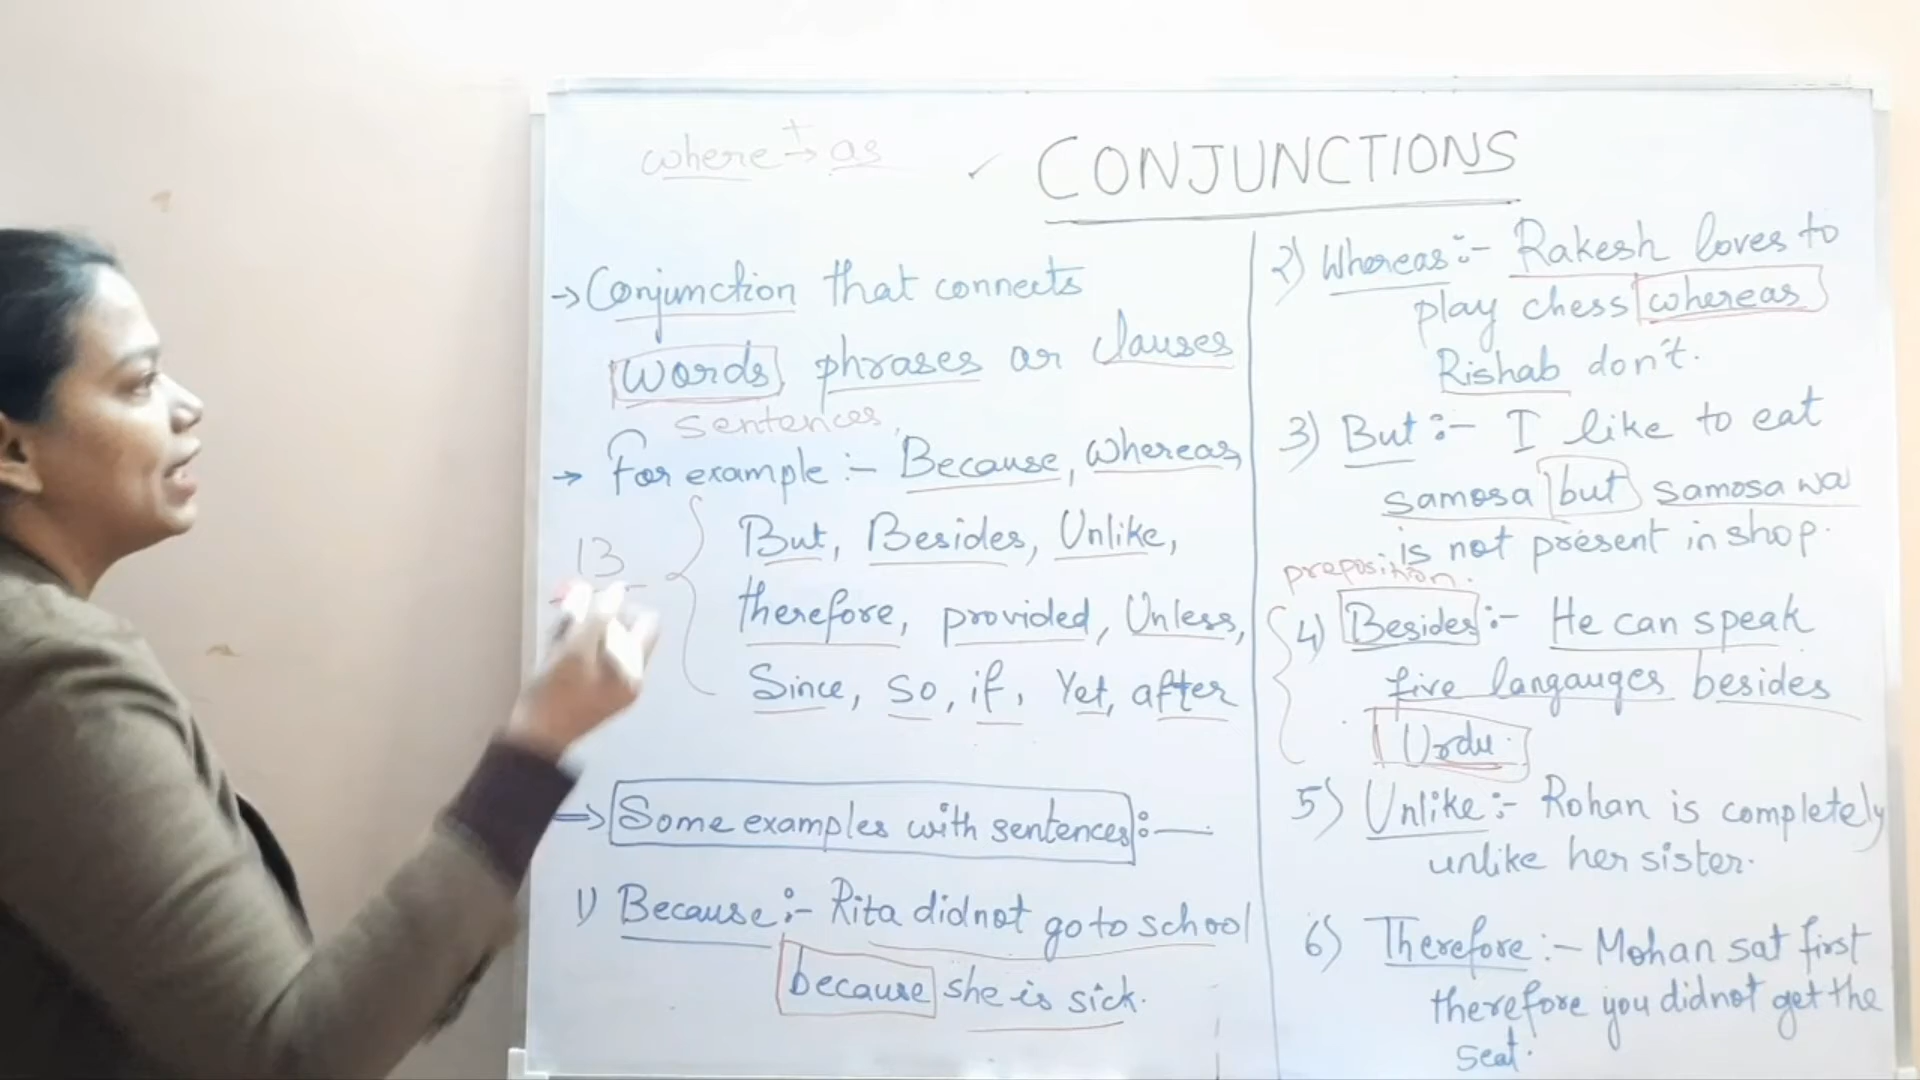 where + → as
✓ CONJUNCTIONS
→ Conjunction that connects
words phrases or clauses
sentences,
→ For example :- Because, whereas,
13
But, Besides, Unlike,
therefore, provided, Unless,
Since, so, if, Yet, after
⇒ Some examples with sentences :—
1) Because :- Rita didnot go to school
because she is sick.
2) Whereas :- Rakesh loves to
play chess whereas
Rishab don't.
3) But :- I like to eat
samosa but samosa wa
is not present in shop.
preposition.
4) Besides :- He can speak
five langauges besides
Urdu.
5) Unlike :- Rohan is completely
unlike her sister.
6) Therefore :- Mohan sat first
therefore you didnot get the
seat.